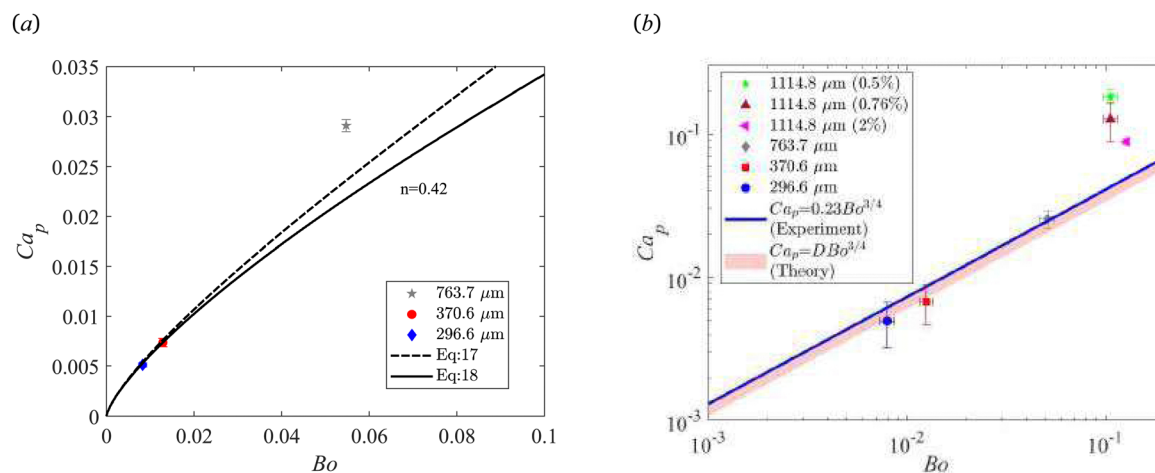 (a)
0.035
0.03
0.025
0.02
0.015
0.01
0.005
0
Ca_p
n=0.42
763.7 μm
370.6 μm
296.6 μm
Eq:17
Eq:18
0 0.02 0.04 0.06 0.08 0.1
Bo
(b)
10^-1
10^-2
10^-3
Ca_p
1114.8 μm (0.5%)
1114.8 μm (0.76%)
1114.8 μm (2%)
763.7 μm
370.6 μm
296.6 μm
Ca_p=0.23Bo^3/4
(Experiment)
Ca_p=DBo^3/4
(Theory)
10^-3 10^-2 10^-1
Bo